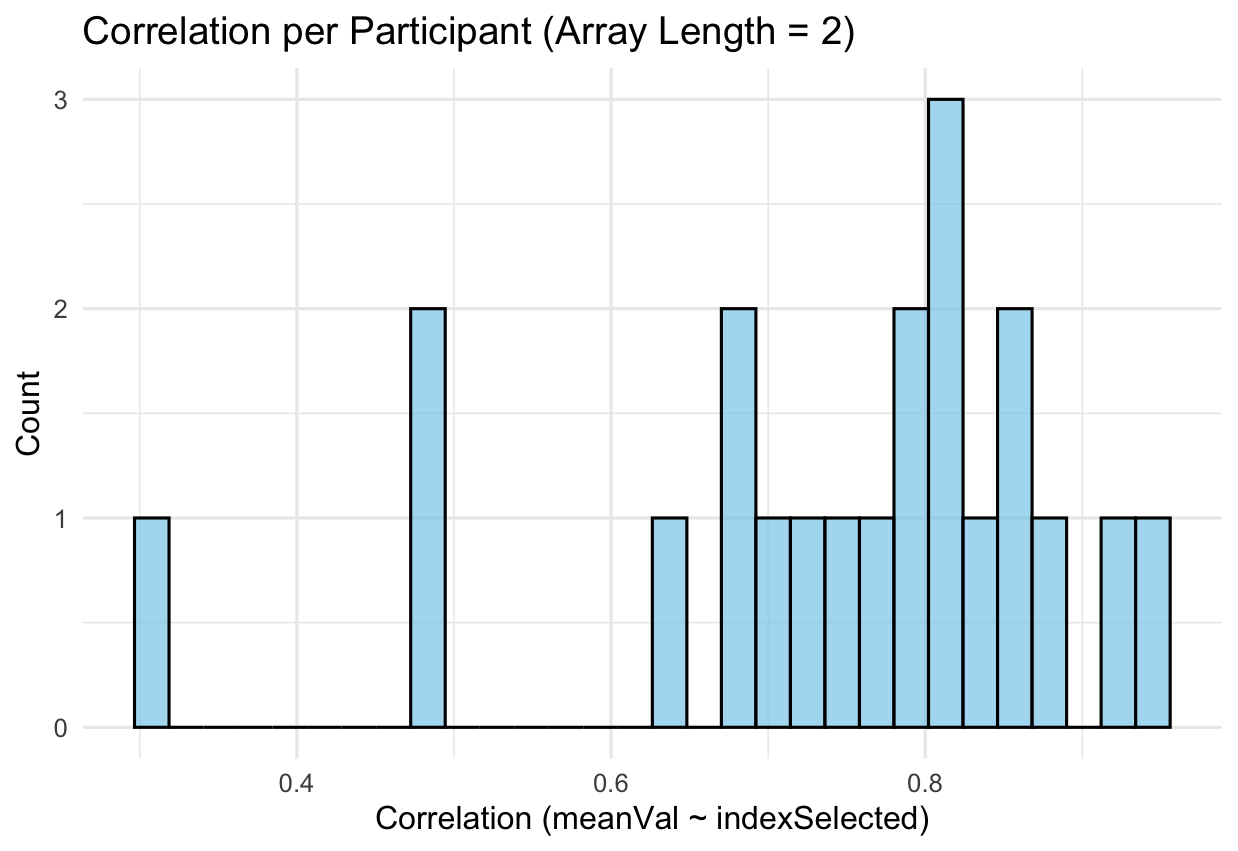 Correlation per Participant (Array Length = 2)
3
2
1
0
Count
0.4
0.6
0.8
Correlation (meanVal ~ indexSelected)